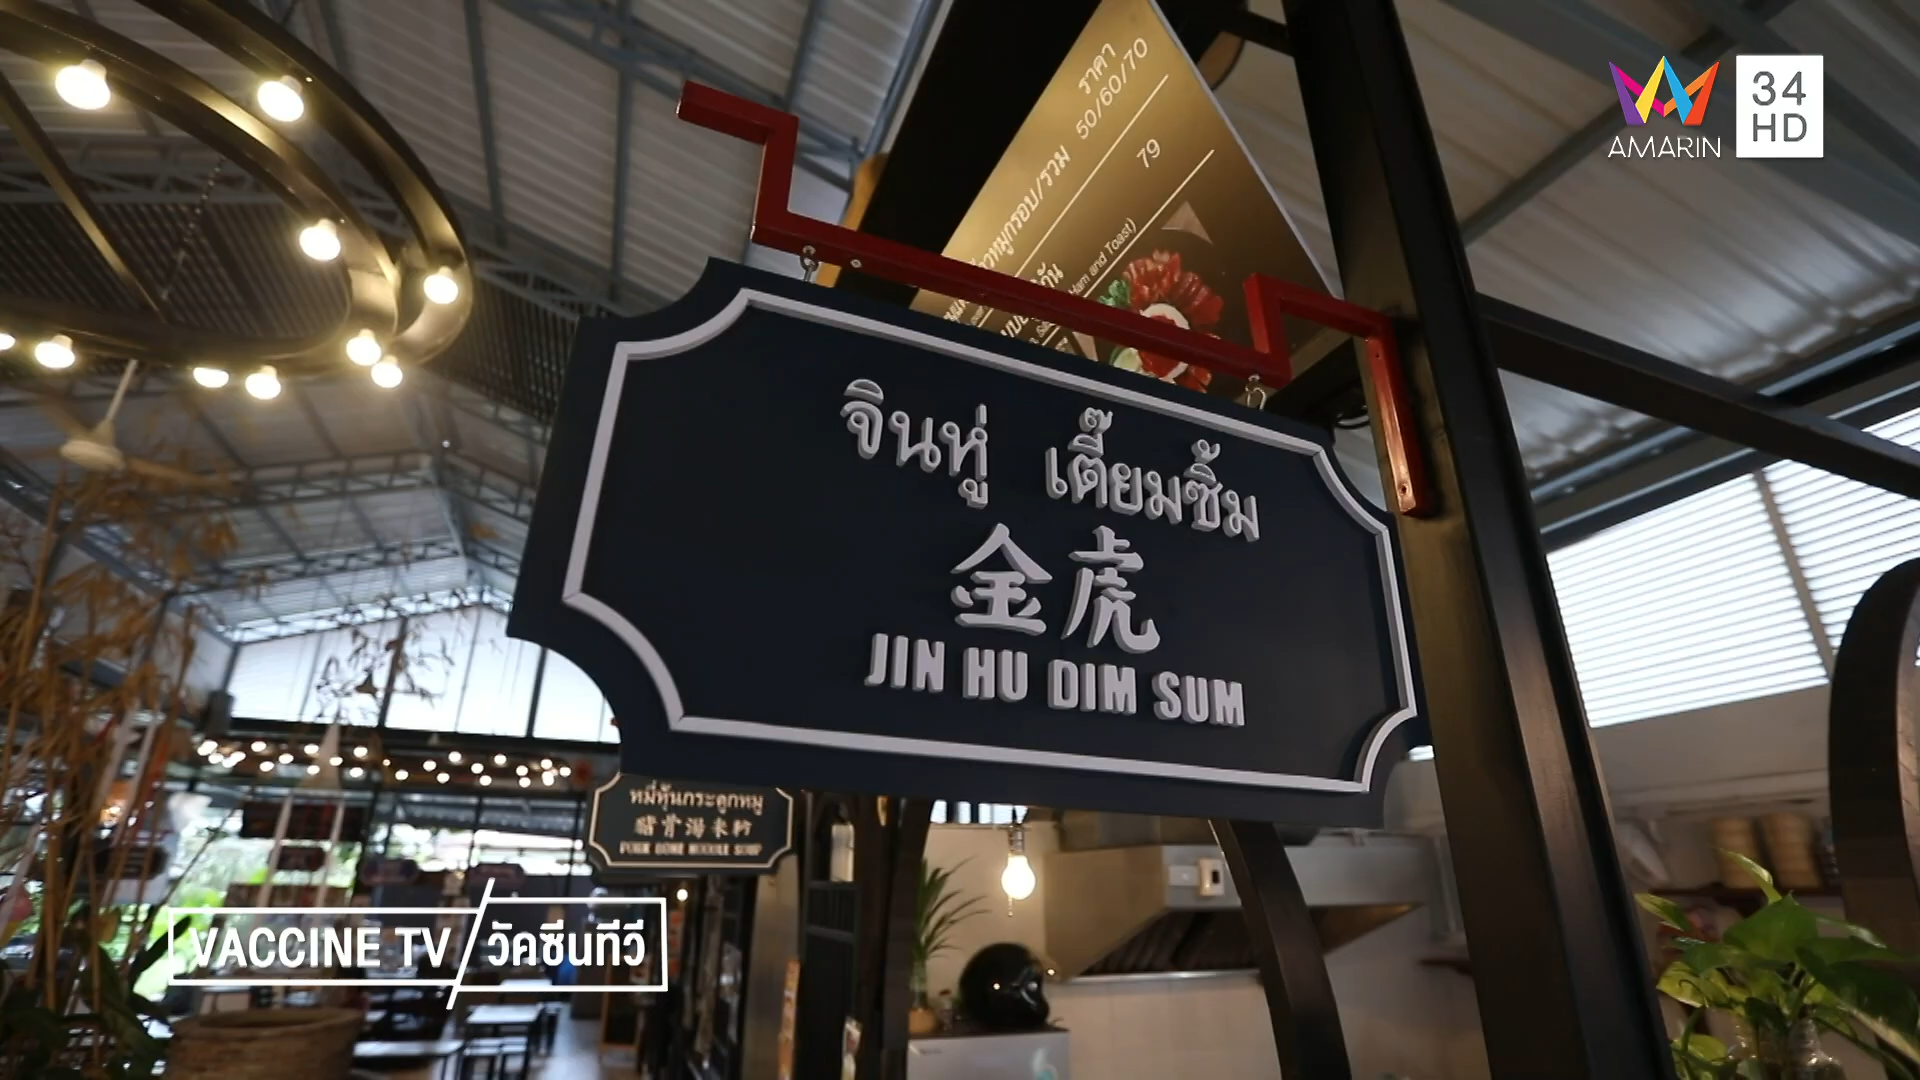 ราคา
50/60/70
79
AMARIN
34
HD
จินหู่ เตี๊ยมซิ้ม
金虎
JIN HU DIM SUM
หมี่หุ้นกระดูกหมู
PORK BONE NOODLE SOUP
VACCINE TV/วัคซีนทีวี